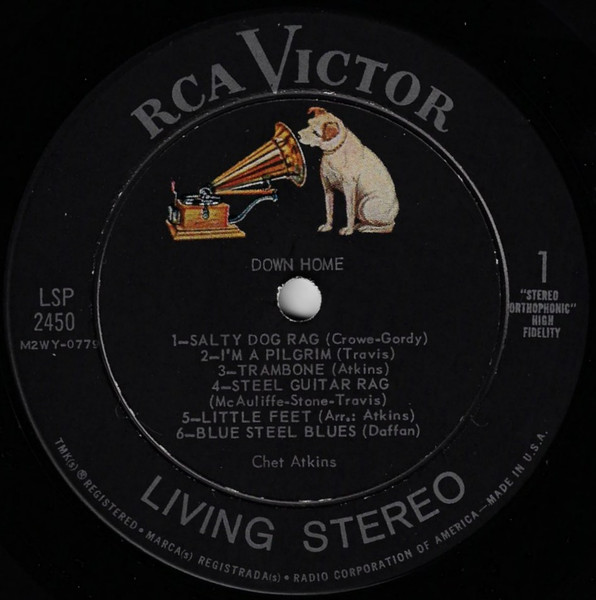 RCA VICTOR
DOWN HOME
LSP
2450
M2WY-0779
1
"STEREO
ORTHOPHONIC"
HIGH
FIDELITY
1—SALTY DOG RAG (Crowe-Gordy)
2—I'M A PILGRIM (Travis)
3—TRAMBONE (Atkins)
4—STEEL GUITAR RAG
(McAuliffe-Stone-Travis)
5—LITTLE FEET (Arr.: Atkins)
6—BLUE STEEL BLUES (Daffan)
Chet Atkins
LIVING STEREO
TMK(s) ® REGISTERED • MARCA(s) REGISTRADA(s) • RADIO CORPORATION OF AMERICA—MADE IN U.S.A.